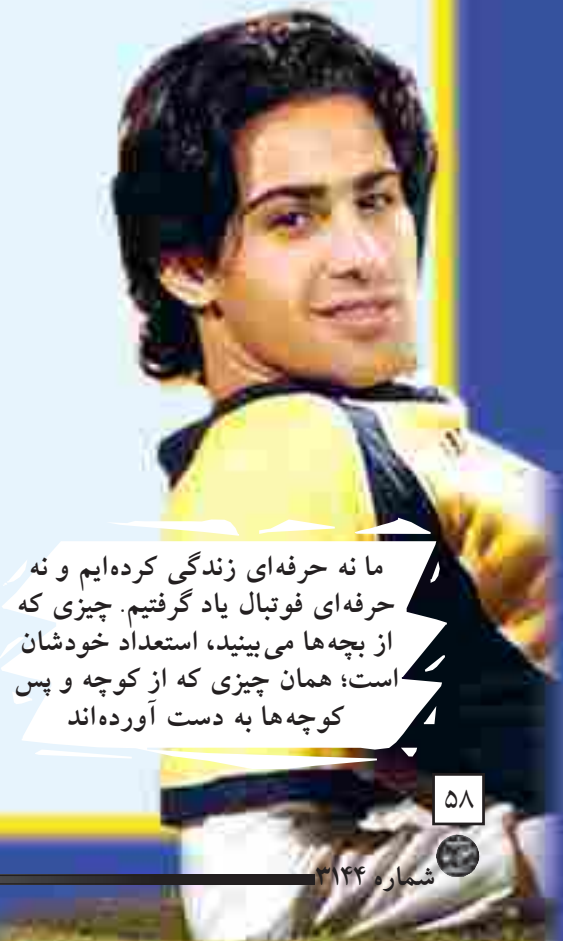 ما نه حرفه‌ای زندگی کرده‌ایم و نه
حرفه‌ای فوتبال یاد گرفتیم. چیزی که
از بچه‌ها می‌بینید، استعداد خودشان
است؛ همان چیزی که از کوچه و پس
کوچه‌ها به دست آورده‌اند
۵۸
شماره ۳۱۴۴